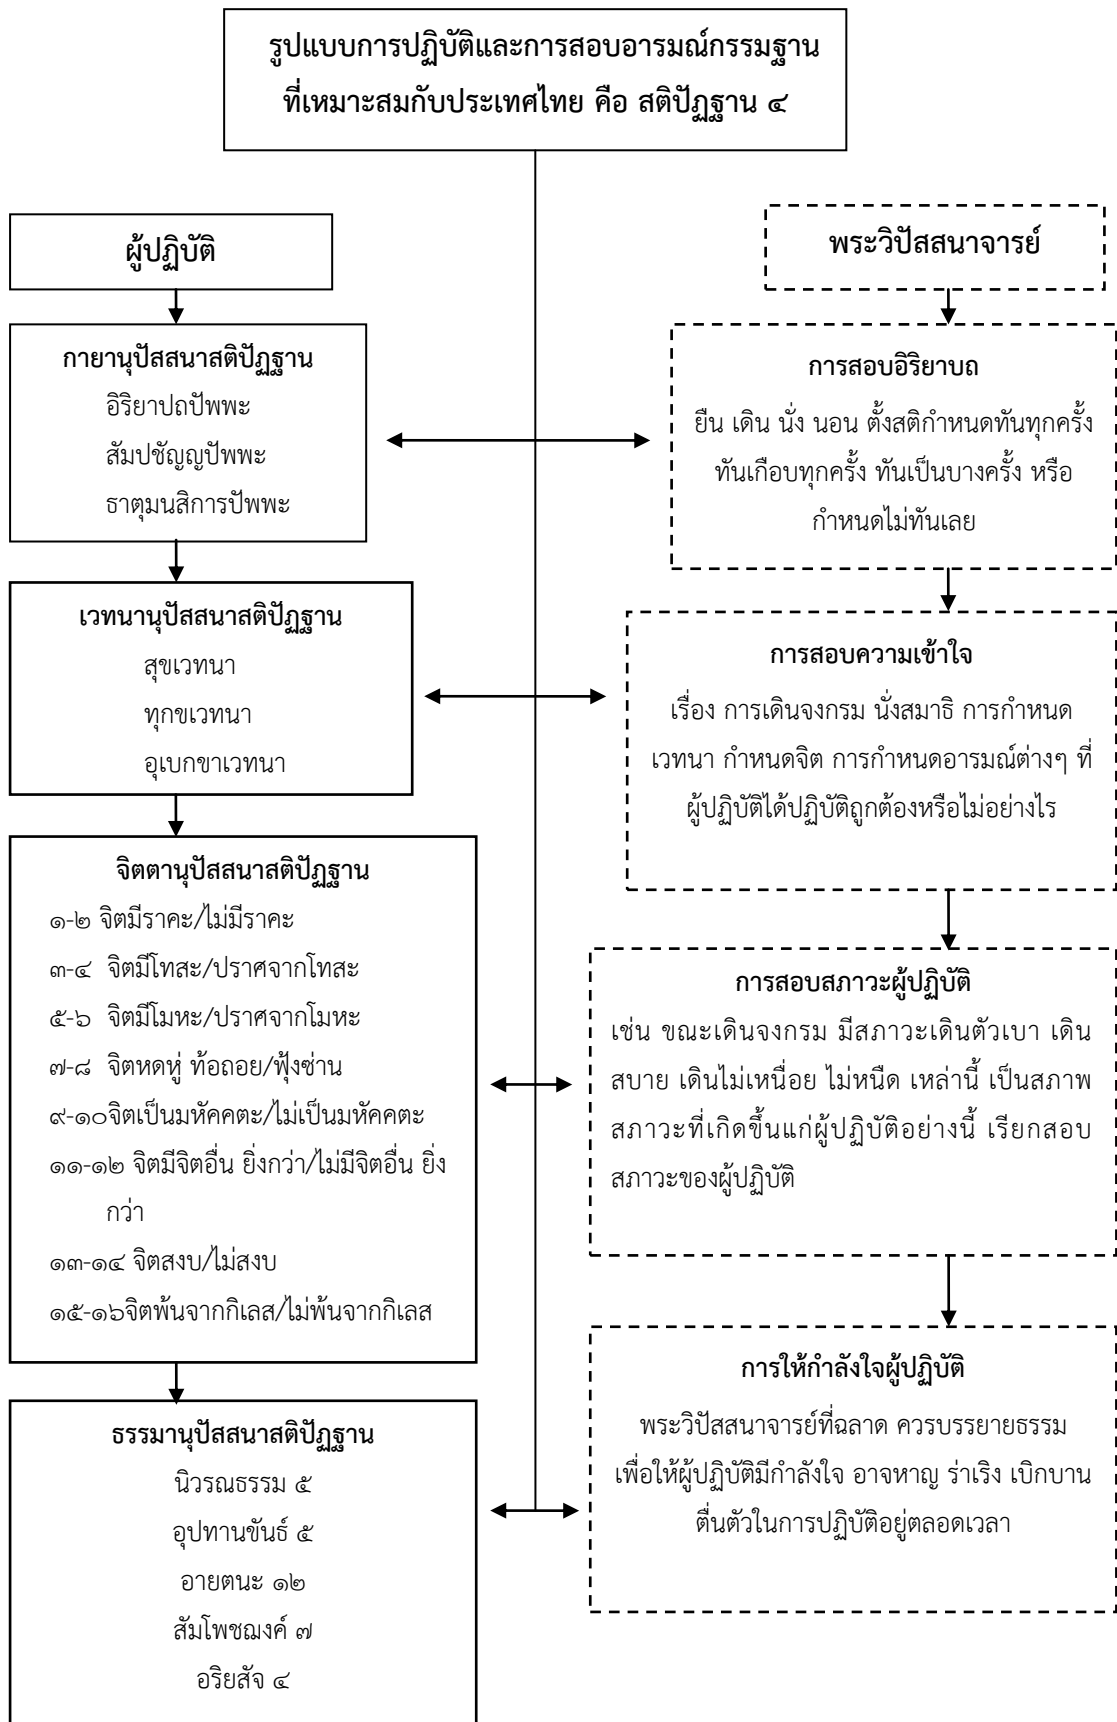 รูปแบบการปฏิบัติและการสอบอารมณ์กรรมฐาน
ที่เหมาะสมกับประเทศไทย คือ สติปัฏฐาน ๔
ผู้ปฏิบัติ
กายานุปัสสนาสติปัฏฐาน
อิริยาปถปัพพะ
สัมปชัญญปัพพะ
ธาตุมนสิการปัพพะ
เวทนานุปัสสนาสติปัฏฐาน
สุขเวทนา
ทุกขเวทนา
อุเบกขาเวทนา
จิตตานุปัสสนาสติปัฏฐาน
๑-๒ จิตมีราคะ/ไม่มีราคะ
๓-๔ จิตมีโทสะ/ปราศจากโทสะ
๕-๖ จิตมีโมหะ/ปราศจากโมหะ
๗-๘ จิตหดหู่ ท้อถอย/ฟุ้งซ่าน
๙-๑๐จิตเป็นมหัคคตะ/ไม่เป็นมหัคคตะ
๑๑-๑๒ จิตมีจิตอื่น ยิ่งกว่า/ไม่มีจิตอื่น ยิ่ง
กว่า
๑๓-๑๔ จิตสงบ/ไม่สงบ
๑๕-๑๖จิตพ้นจากกิเลส/ไม่พ้นจากกิเลส
ธรรมานุปัสสนาสติปัฏฐาน
นิวรณธรรม ๕
อุปทานขันธ์ ๕
อายตนะ ๑๒
สัมโพชฌงค์ ๗
อริยสัจ ๔
พระวิปัสสนาจารย์
การสอบอิริยาบถ
ยืน เดิน นั่ง นอน ตั้งสติกำหนดทันทุกครั้ง
ทันเกือบทุกครั้ง ทันเป็นบางครั้ง หรือ
กำหนดไม่ทันเลย
การสอบความเข้าใจ
เรื่อง การเดินจงกรม นั่งสมาธิ การกำหนด
เวทนา กำหนดจิต การกำหนดอารมณ์ต่างๆ ที่
ผู้ปฏิบัติได้ปฏิบัติถูกต้องหรือไม่อย่างไร
การสอบสภาวะผู้ปฏิบัติ
เช่น ขณะเดินจงกรม มีสภาวะเดินตัวเบา เดิน
สบาย เดินไม่เหนื่อย ไม่หนืด เหล่านี้ เป็นสภาพ
สภาวะที่เกิดขึ้นแก่ผู้ปฏิบัติอย่างนี้ เรียกสอบ
สภาวะของผู้ปฏิบัติ
การให้กำลังใจผู้ปฏิบัติ
พระวิปัสสนาจารย์ที่ฉลาด ควรบรรยายธรรม
เพื่อให้ผู้ปฏิบัติมีกำลังใจ อาจหาญ ร่าเริง เบิกบาน
ตื่นตัวในการปฏิบัติอยู่ตลอดเวลา